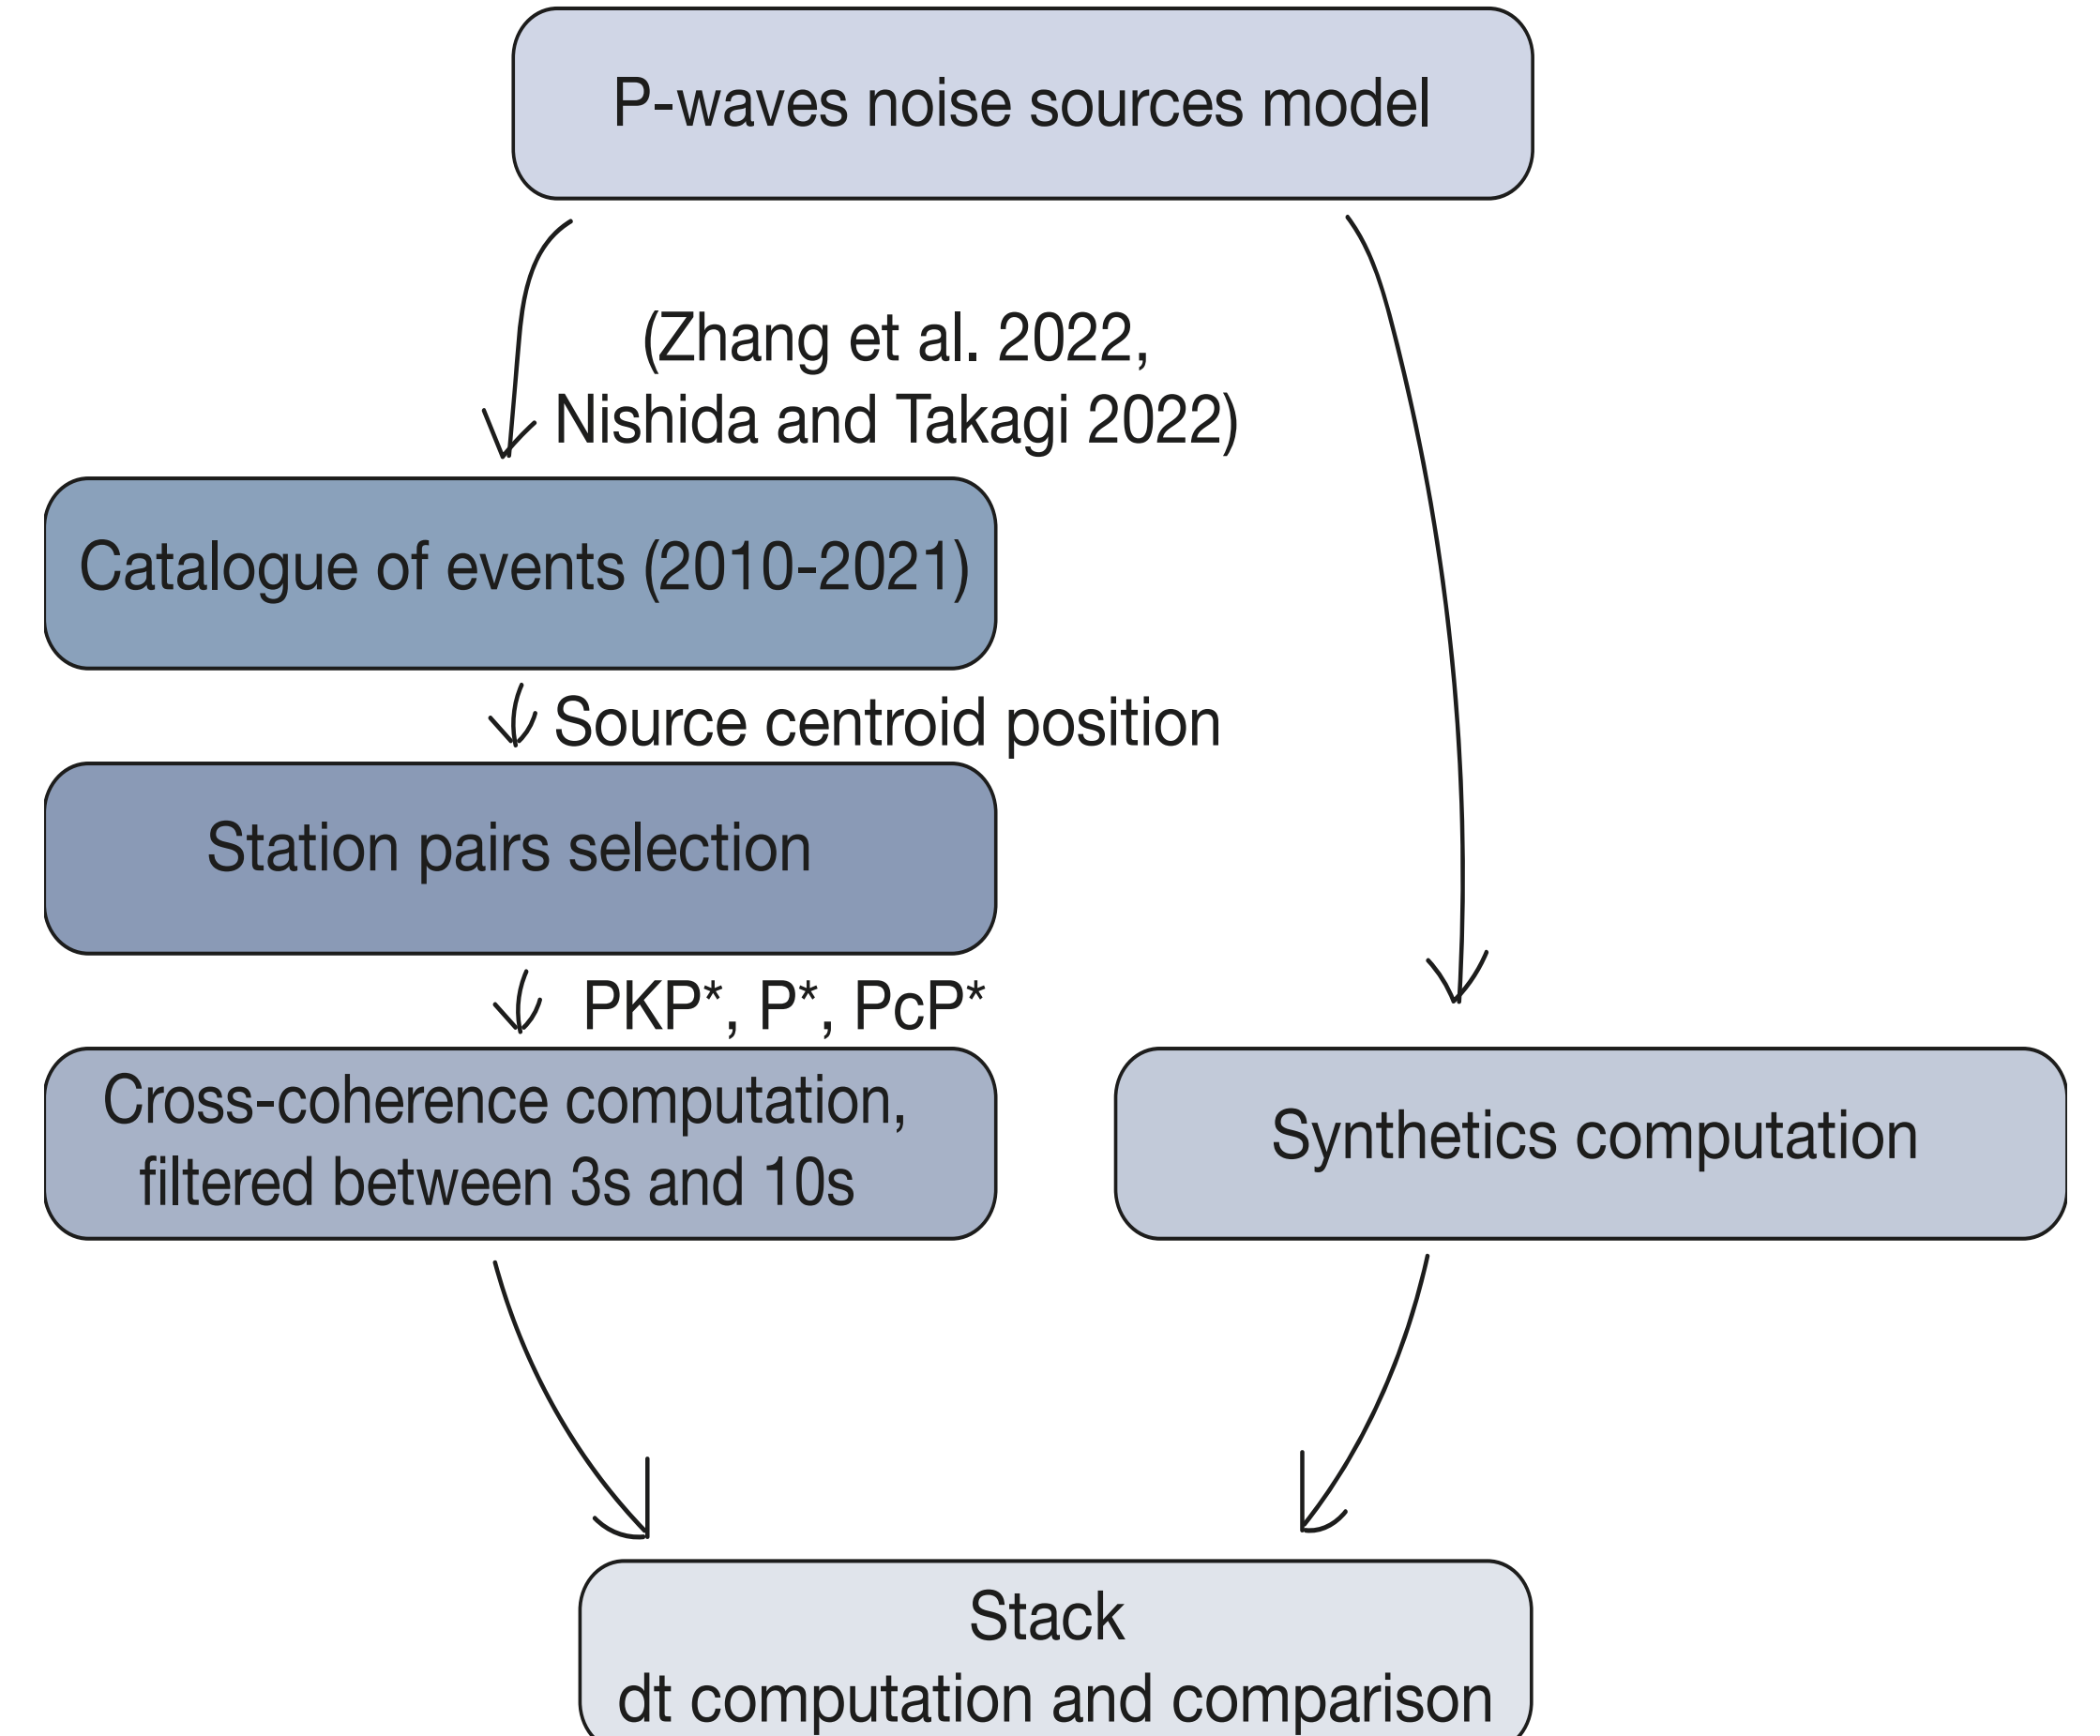 P-waves noise sources model
(Zhang et al. 2022,
Nishida and Takagi 2022)
Catalogue of events (2010-2021)
Source centroid position
Station pairs selection
PKP*, P*, PcP*
Cross-coherence computation,
filtered between 3s and 10s
Synthetics computation
Stack
dt computation and comparison